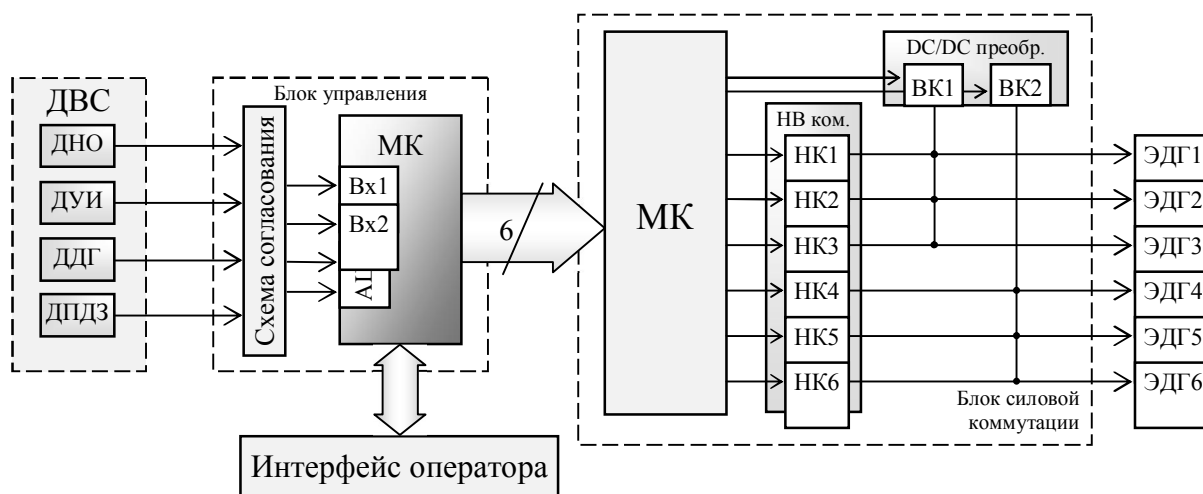 ДВС
ДНО
ДУИ
ДДГ
ДПДЗ
Блок управления
Схема согласования
МК
Вх1
Вх2
6
Интерфейс оператора
МК
DC/DC преобр.
ВК1
ВК2
НВ ком.
НК1
НК2
НК3
НК4
НК5
НК6
Блок силовой
коммутации
ЭДГ1
ЭДГ2
ЭДГ3
ЭДГ4
ЭДГ5
ЭДГ6